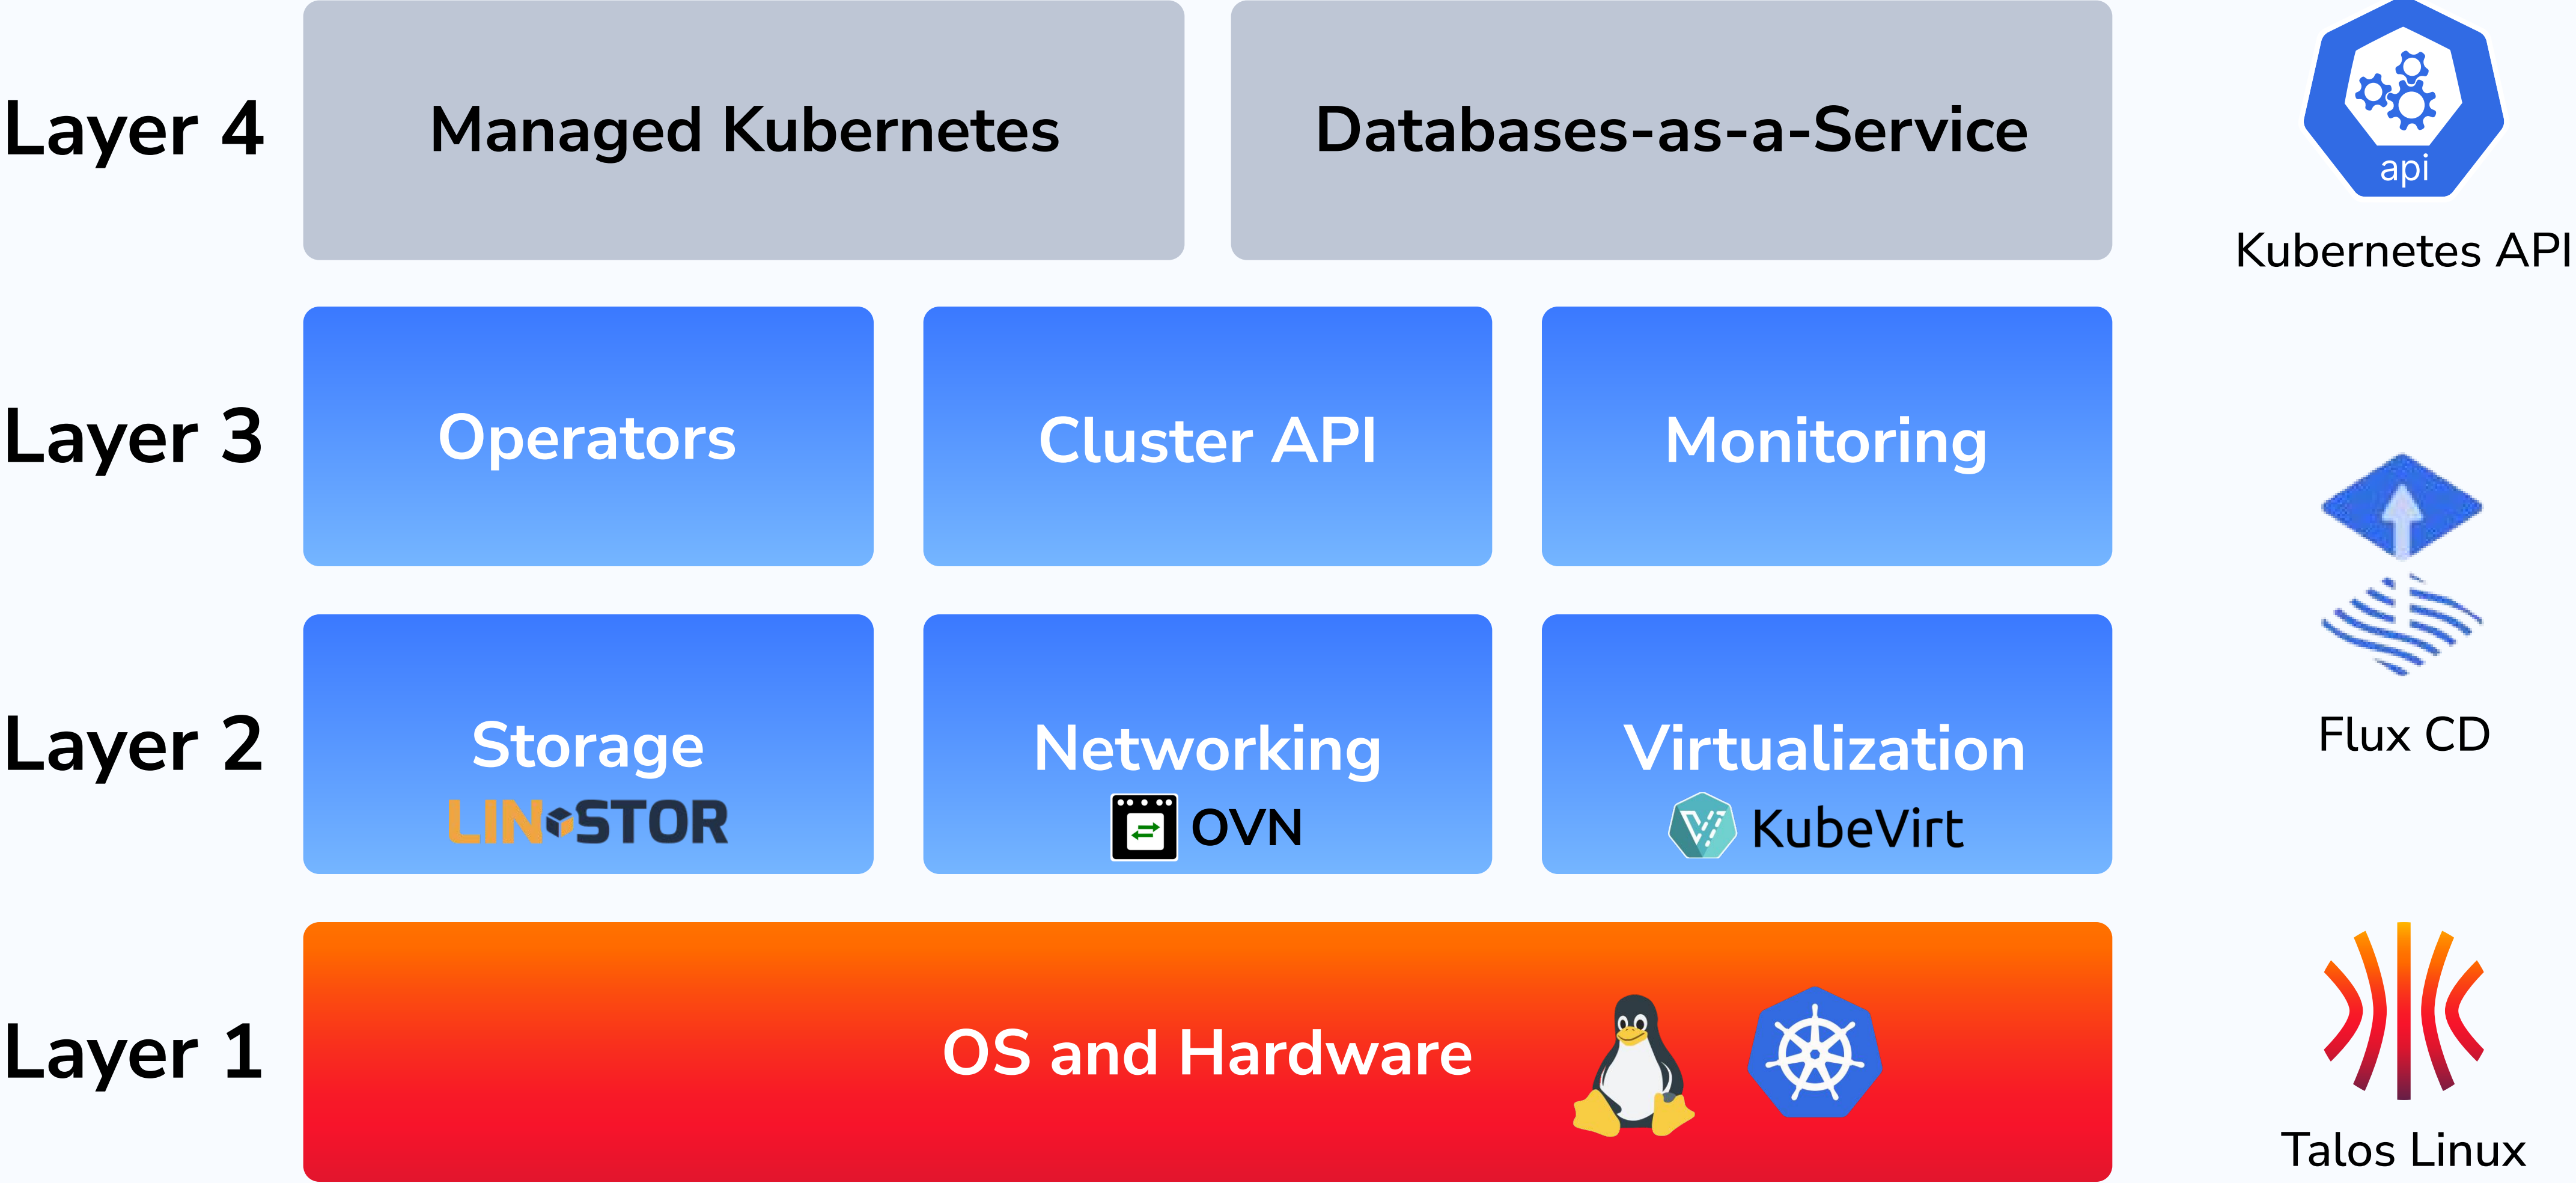 Layer 4
Managed Kubernetes
Databases-as-a-Service
api
Kubernetes API
Layer 3
Operators
Cluster API
Monitoring
Layer 2
Storage
LINSTOR
Networking
OVN
Virtualization
KubeVirt
Flux CD
Layer 1
OS and Hardware
Talos Linux